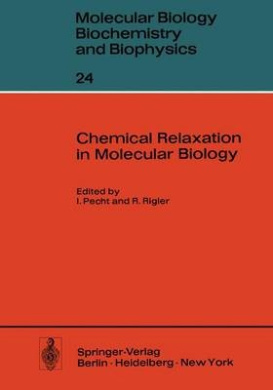 Molecular Biology
Biochemistry
and Biophysics
24
Chemical Relaxation
in Molecular Biology
Edited by
I. Pecht and R. Rigler
Springer-Verlag
Berlin · Heidelberg · New York